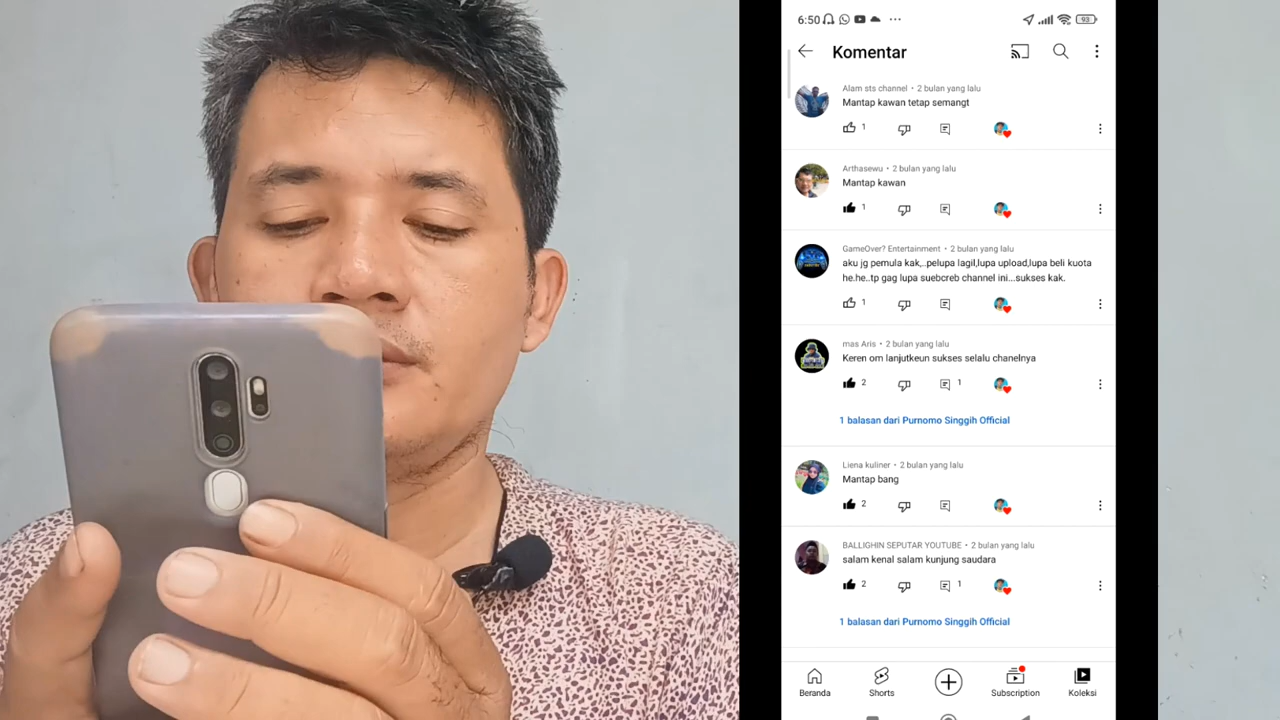 6:50
93
Komentar
Alam sts channel • 2 bulan yang lalu
Mantap kawan tetap semangt
1
Arthasewu • 2 bulan yang lalu
Mantap kawan
1
GameOver? Entertainment • 2 bulan yang lalu
aku jg pemula kak,..pelupa lagil,lupa upload,lupa beli kuota
he.he..tp gag lupa suebcreb channel ini...sukses kak.
1
mas Aris • 2 bulan yang lalu
Keren om lanjutkeun sukses selalu chanelnya
2 1
1 balasan dari Purnomo Singgih Official
Liena kuliner • 2 bulan yang lalu
Mantap bang
2
BALLIGHIN SEPUTAR YOUTUBE • 2 bulan yang lalu
salam kenal salam kunjung saudara
2 1
1 balasan dari Purnomo Singgih Official
Beranda Shorts Subscription Koleksi